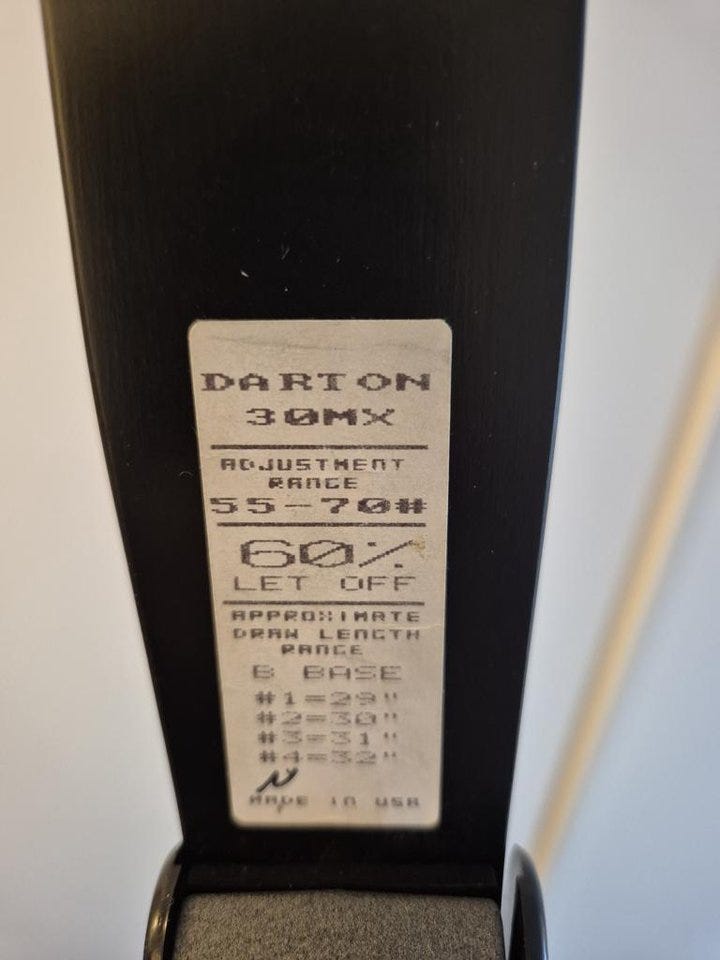 DARTON
30MX
ADJUSTMENT
RANGE
55-70#
60%
LET OFF
APPROXIMATE
DRAW LENGTH
RANGE
B BASE
#1=29"
#2=30"
#3=31"
#4=32"
MADE IN USA